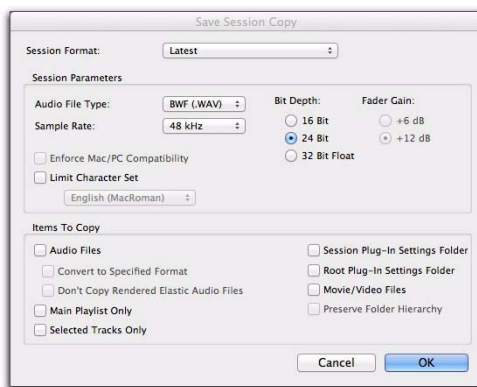 Save Session Copy
Session Format: Latest
Session Parameters
Audio File Type: BWF (.WAV)
Sample Rate: 48 kHz
Enforce Mac/PC Compatibility
Limit Character Set
English (MacRoman)
Bit Depth:
16 Bit
24 Bit
32 Bit Float
Fader Gain:
+6 dB
+12 dB
Items To Copy
Audio Files
Convert to Specified Format
Don't Copy Rendered Elastic Audio Files
Main Playlist Only
Selected Tracks Only
Session Plug-In Settings Folder
Root Plug-In Settings Folder
Movie/Video Files
Preserve Folder Hierarchy
Cancel
OK